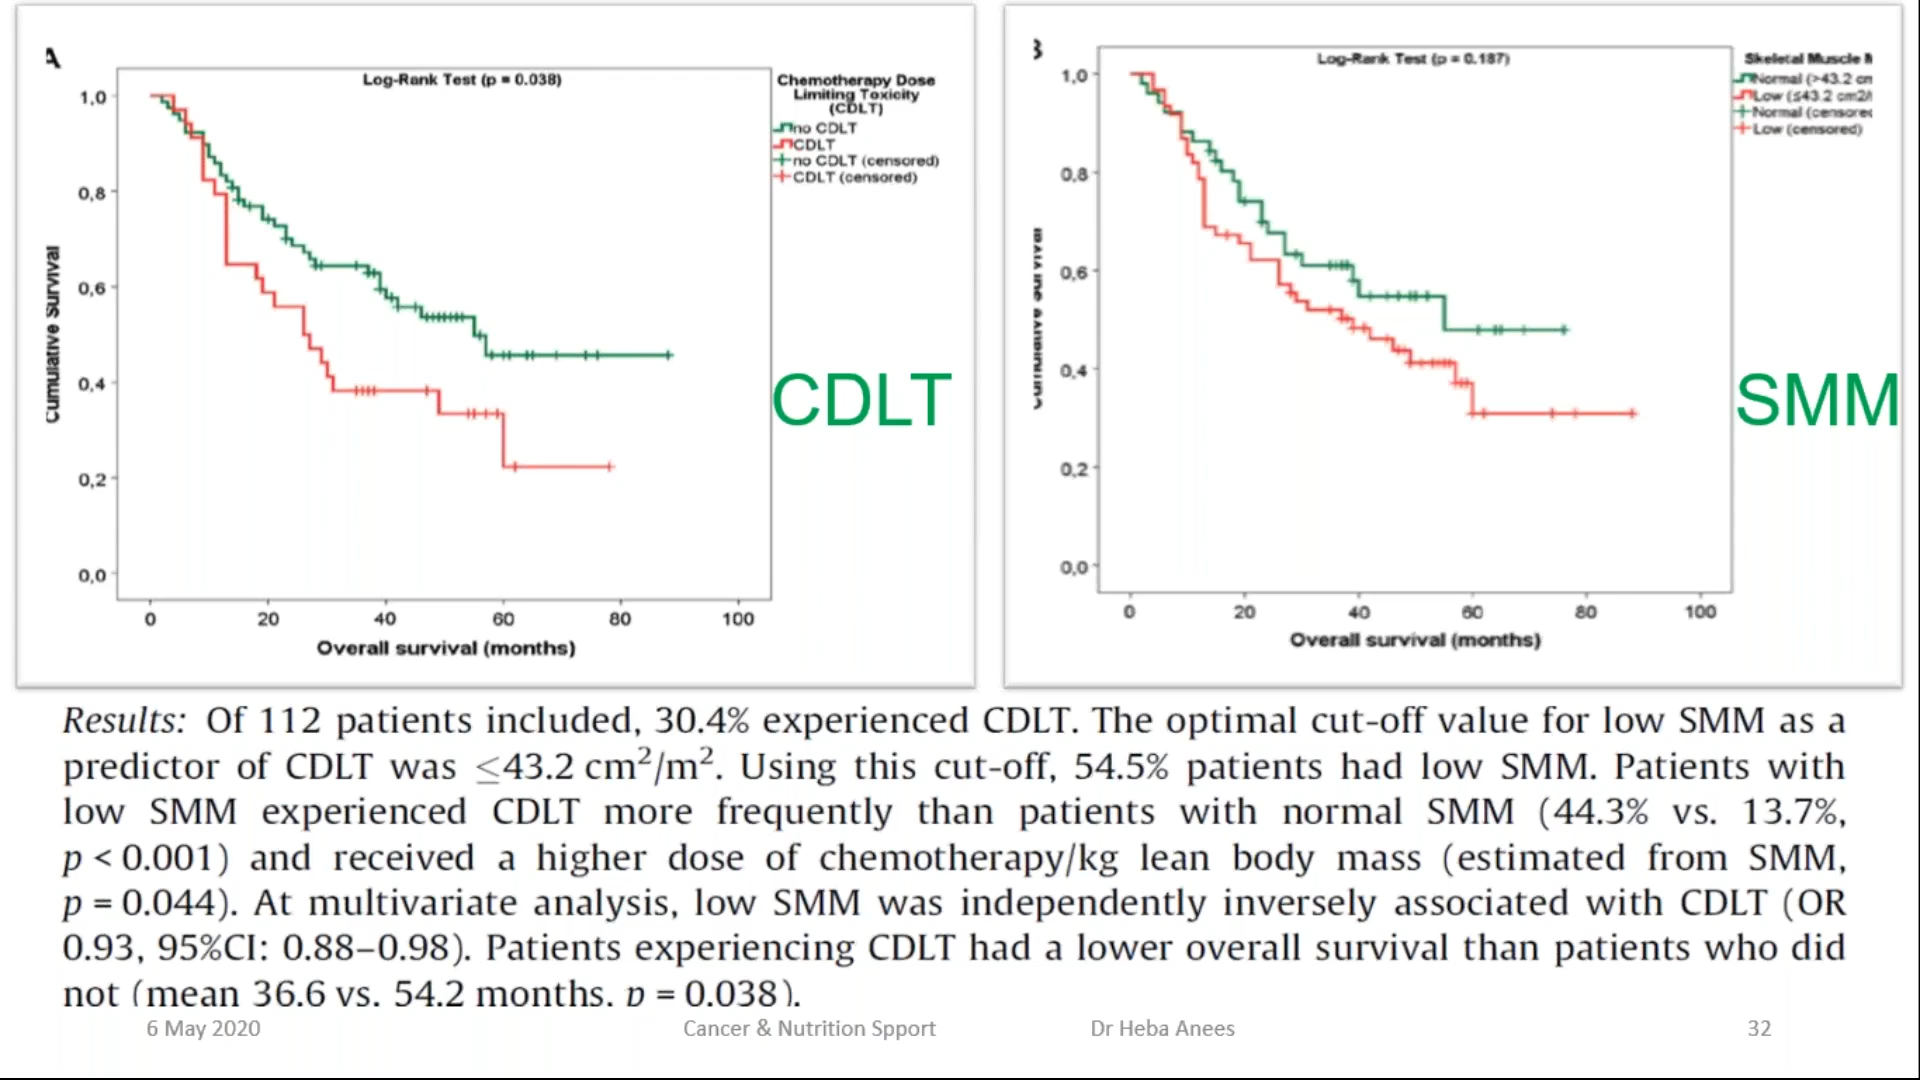 A
Log-Rank Test (p = 0.038)
Chemotherapy Dose
Limiting Toxicity
(CDLT)
no CDLT
CDLT
no CDLT (censored)
CDLT (censored)
1,0
0,8
0,6
0,4
0,2
0,0
Cumulative Survival
0 20 40 60 80 100
Overall survival (months)
CDLT
Log-Rank Test (p = 0.187)
Skeletal Muscle
Normal (>43.2
Low (≤43.2
Normal
Low (censored)
1,0
0,8
0,6
0,4
0,2
0,0
0 20 40 60 80 100
Overall survival (months)
SMM
Results: Of 112 patients included, 30.4% experienced CDLT. The optimal cut-off value for low SMM as a
predictor of CDLT was ≤43.2 cm²/m². Using this cut-off, 54.5% patients had low SMM. Patients with
low SMM experienced CDLT more frequently than patients with normal SMM (44.3% vs. 13.7%,
p < 0.001) and received a higher dose of chemotherapy/kg lean body mass (estimated from SMM,
p = 0.044). At multivariate analysis, low SMM was independently inversely associated with CDLT (OR
0.93, 95%CI: 0.88–0.98). Patients experiencing CDLT had a lower overall survival than patients who did
not (mean 36.6 vs. 54.2 months. p = 0.038).
6 May 2020 Cancer & Nutrition Spport Dr Heba Anees 32